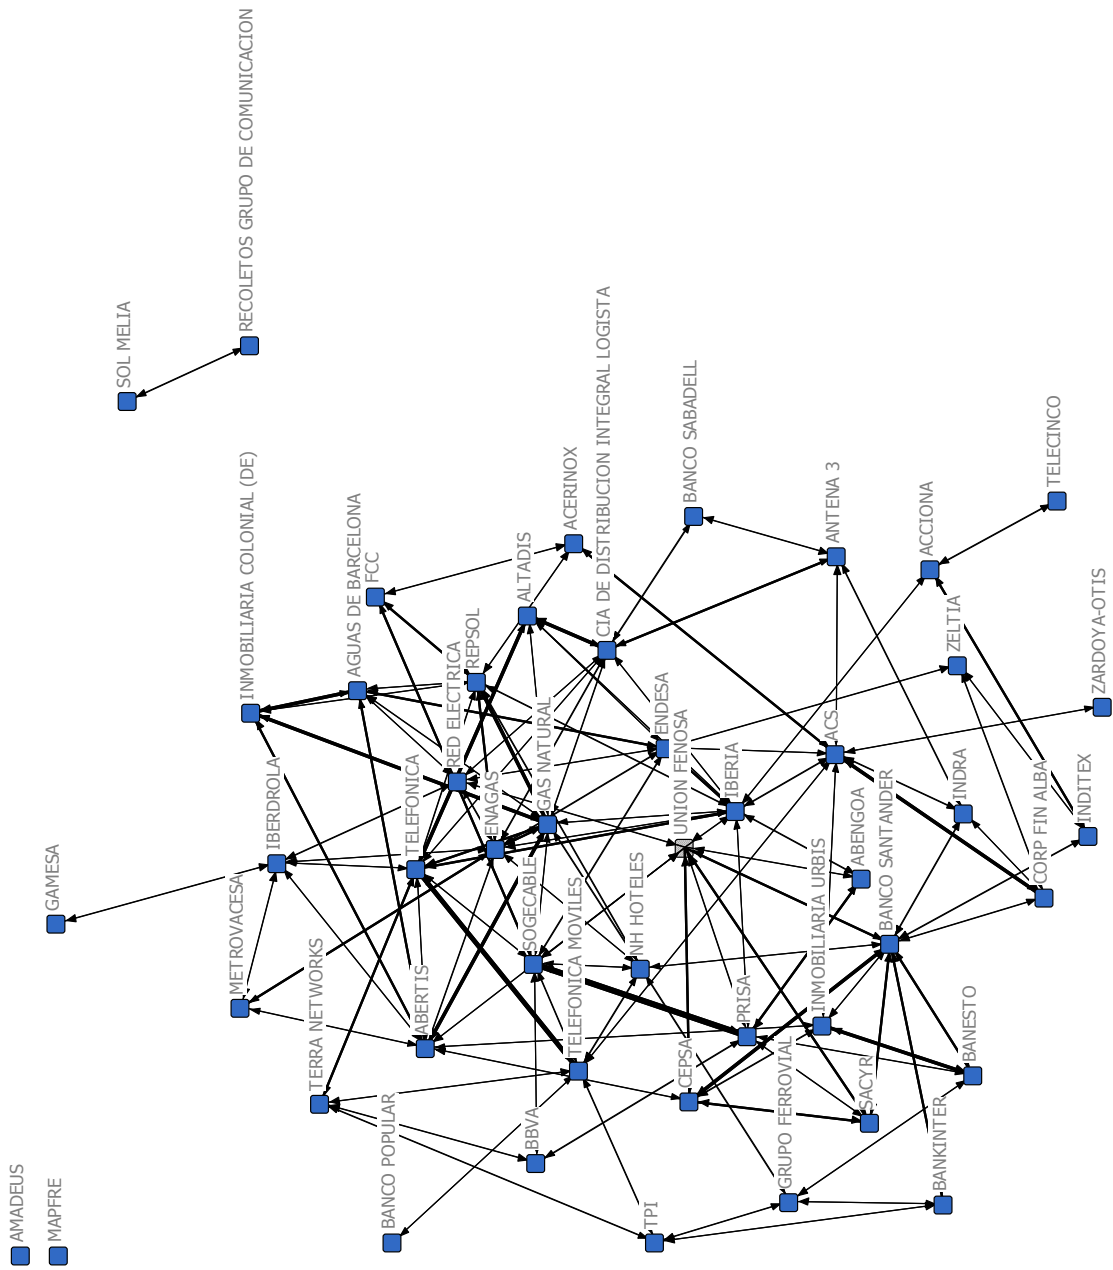 RECOLETOS GRUPO DE COMUNICACION
SOL MELIA
CIA DE DISTRIBUCION INTEGRAL LOGISTA
BANCO SABADELL
TELECINCO
INMOBILIARIA COLONIAL (DE)
ACERINOX
ANTENA 3
ACCIONA
AGUAS DE BARCELONA
FCC
ALTADIS
ZELTIA
ZARDOYA-OTIS
REPSOL
RED ELECTRICA
ENDESA
GAS NATURAL
UNION FENOSA
ACS
IBERIA
IBERDROLA
TELEFONICA
ENAGAS
INDRA
INDITEX
CORP FIN ALBA
GAMESA
ABENGOA
BANCO SANTANDER
METROVACESA
SOGECABLE
NH HOTELES
INMOBILIARIA URBIS
TERRA NETWORKS
ABERTIS
TELEFONICA MOVILES
PRISA
BANESTO
CEPSA
SACYR
BBVA
GRUPO FERROVIAL
BANKINTER
BANCO POPULAR
TPI
AMADEUS
MAPFRE